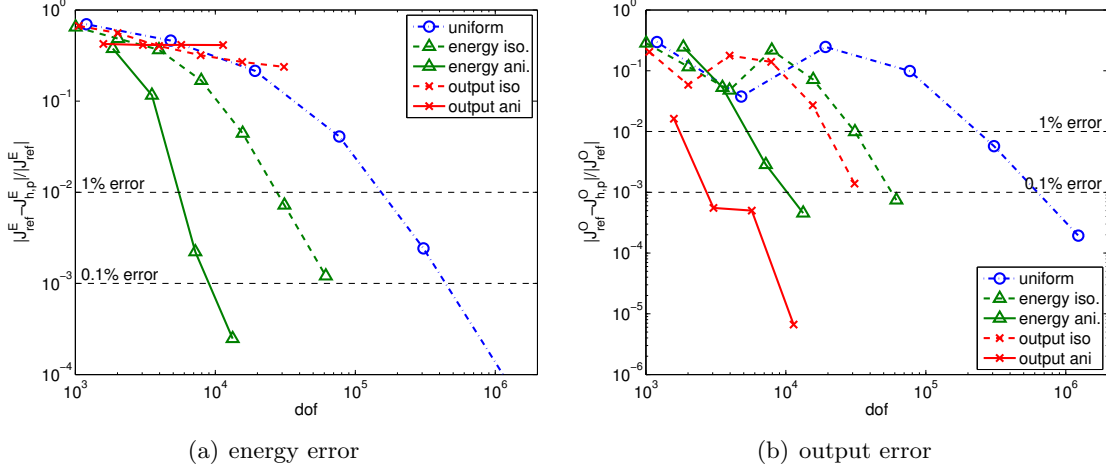 10^0
10^-1
10^-2
10^-3
10^-4
|J^E_ref−J^E_h,p|/|J^E_ref|
1% error
0.1% error
uniform
energy iso.
energy ani.
output iso
output ani
10^3
10^4
10^5
10^6
dof
(a) energy error
10^0
10^-1
10^-2
10^-3
10^-4
10^-5
10^-6
|J^O_ref−J^O_h,p|/|J^O_ref|
1% error
0.1% error
uniform
energy iso.
energy ani.
output iso
output ani
10^3
10^4
10^5
10^6
dof
(b) output error